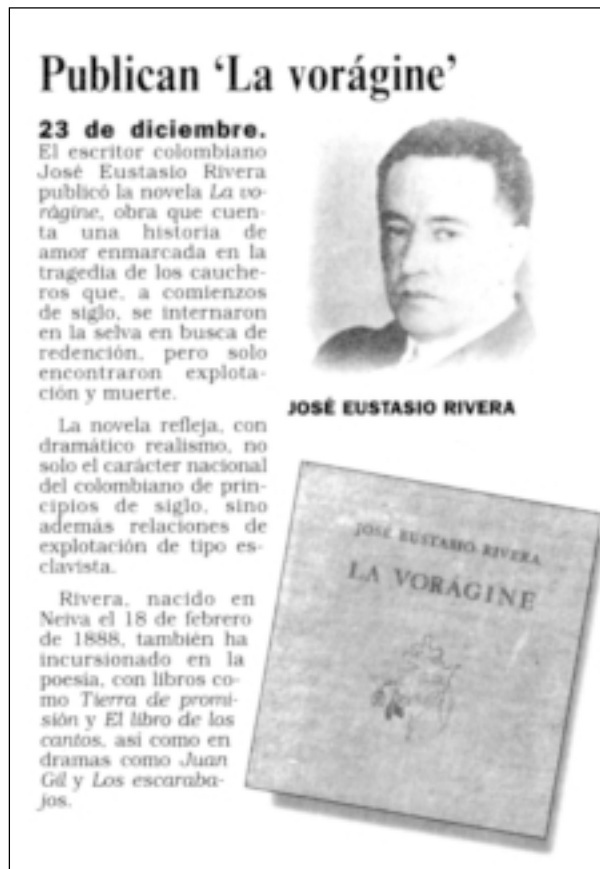 Publican ‘La vorágine’
23 de diciembre.
El escritor colombiano
José Eustasio Rivera
publicó la novela La vo-
rágine, obra que cuen-
ta una historia de
amor enmarcada en la
tragedia de los cauche-
ros que, a comienzos
de siglo, se internaron
en la selva en busca de
redención, pero solo
encontraron explota-
ción y muerte.
La novela refleja, con
dramático realismo, no
solo el carácter nacional
del colombiano de prin-
cipios de siglo, sino
además relaciones de
explotación de tipo es-
clavista.
Rivera, nacido en
Neiva el 18 de febrero
de 1888, también ha
incursionado en la
poesía, con libros co-
mo Tierra de promi-
sión y El libro de los
cantos, así como en
dramas como Juan
Gil y Los escaraba-
jos.
JOSÉ EUSTASIO RIVERA
JOSÉ EUSTASIO RIVERA
LA VORÁGINE